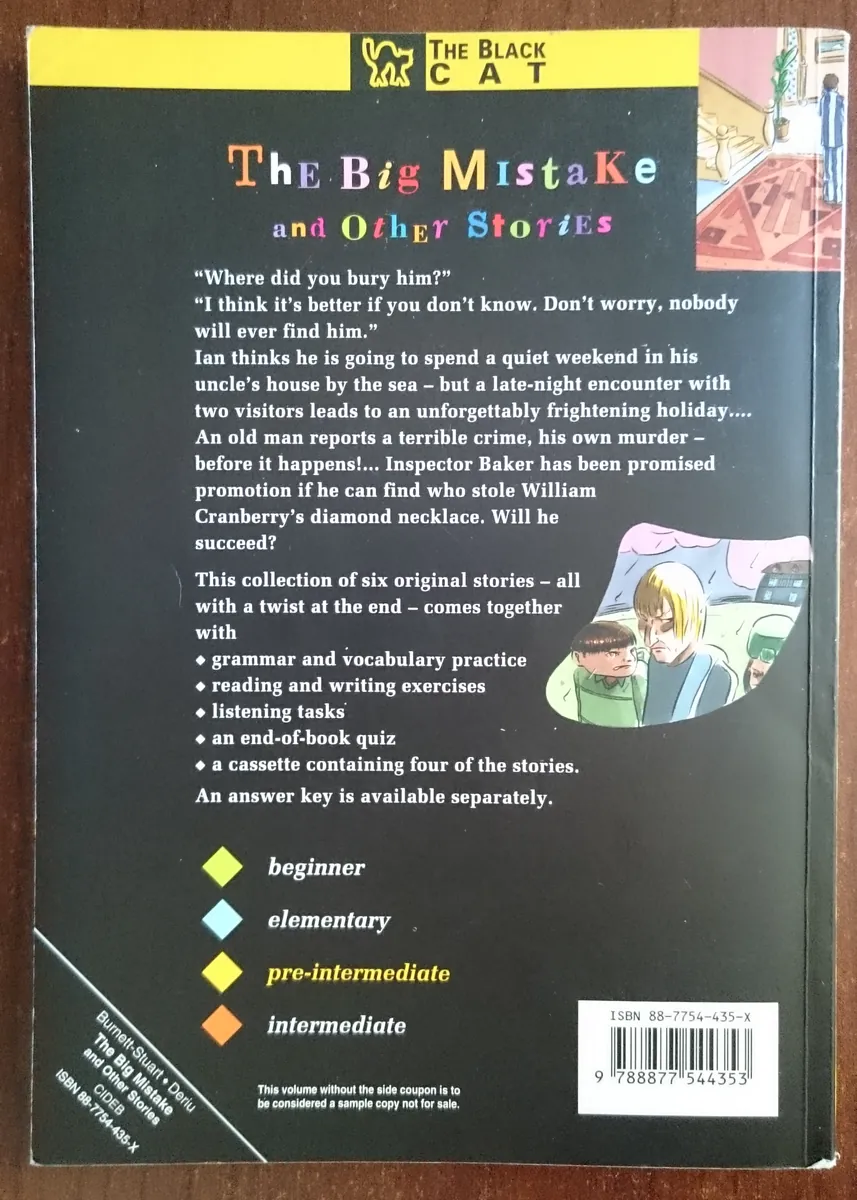 THE BLACK
CAT
THE BIg MIstaKe
and OthEr StoriEs
“Where did you bury him?”
“I think it’s better if you don’t know. Don’t worry, nobody
will ever find him.”
Ian thinks he is going to spend a quiet weekend in his
uncle’s house by the sea – but a late-night encounter with
two visitors leads to an unforgettably frightening holiday....
An old man reports a terrible crime, his own murder –
before it happens!... Inspector Baker has been promised
promotion if he can find who stole William
Cranberry’s diamond necklace. Will he
succeed?
This collection of six original stories – all
with a twist at the end – comes together
with
◆ grammar and vocabulary practice
◆ reading and writing exercises
◆ listening tasks
◆ an end-of-book quiz
◆ a cassette containing four of the stories.
An answer key is available separately.
beginner
elementary
pre-intermediate
intermediate
Burnett-Stuart • Deriu
The Big Mistake
and Other Stories
CIDEB
ISBN 88-7754-435-X
This volume without the side coupon is to
be considered a sample copy not for sale.
ISBN 88-7754-435-X
9 788877 544353